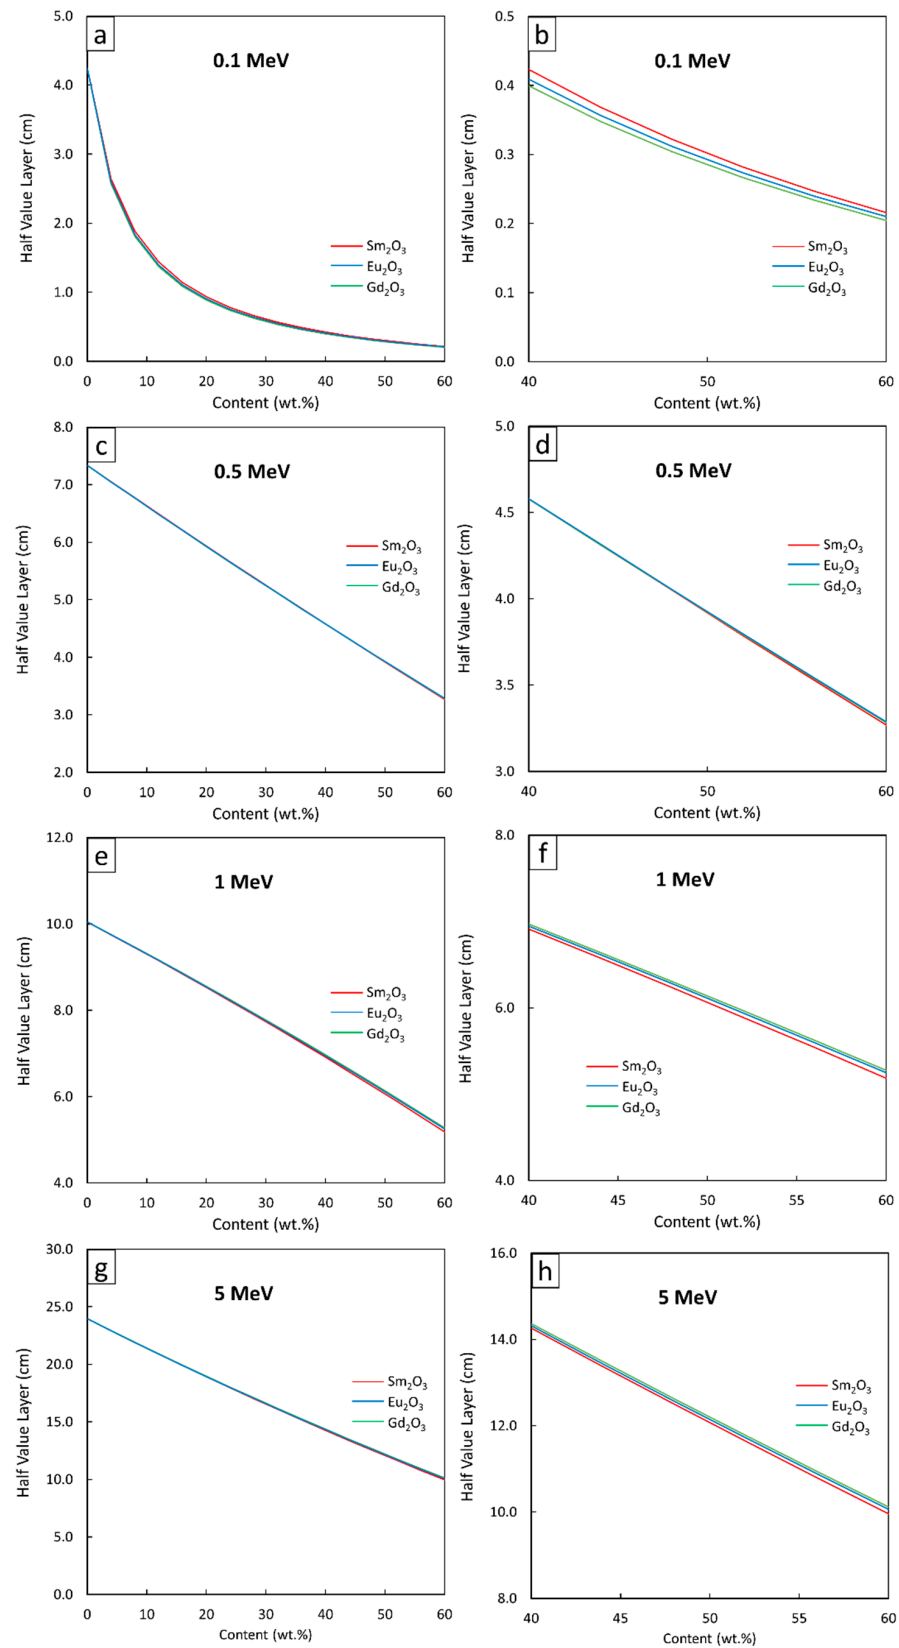 a
0.1 MeV
Half Value Layer (cm)
5.0
4.0
3.0
2.0
1.0
0.0
Sm₂O₃
Eu₂O₃
Gd₂O₃
0 10 20 30 40 50 60
Content (wt.%)
b
0.1 MeV
Half Value Layer (cm)
0.5
0.4
0.3
0.2
0.1
0.0
Sm₂O₃
Eu₂O₃
Gd₂O₃
40 50 60
Content (wt.%)
c
0.5 MeV
Half Value Layer (cm)
8.0
7.0
6.0
5.0
4.0
3.0
2.0
Sm₂O₃
Eu₂O₃
Gd₂O₃
0 10 20 30 40 50 60
Content (wt.%)
d
0.5 MeV
Half Value Layer (cm)
5.0
4.5
4.0
3.5
3.0
Sm₂O₃
Eu₂O₃
Gd₂O₃
40 50 60
Content (wt.%)
e
1 MeV
Half Value Layer (cm)
12.0
10.0
8.0
6.0
4.0
Sm₂O₃
Eu₂O₃
Gd₂O₃
0 10 20 30 40 50 60
Content (wt.%)
f
1 MeV
Half Value Layer (cm)
8.0
6.0
4.0
Sm₂O₃
Eu₂O₃
Gd₂O₃
40 45 50 55 60
Content (wt.%)
g
5 MeV
Half Value Layer (cm)
30.0
25.0
20.0
15.0
10.0
5.0
0.0
Sm₂O₃
Eu₂O₃
Gd₂O₃
0 10 20 30 40 50 60
Content (wt.%)
h
5 MeV
Half Value Layer (cm)
16.0
14.0
12.0
10.0
8.0
Sm₂O₃
Eu₂O₃
Gd₂O₃
40 45 50 55 60
Content (wt.%)